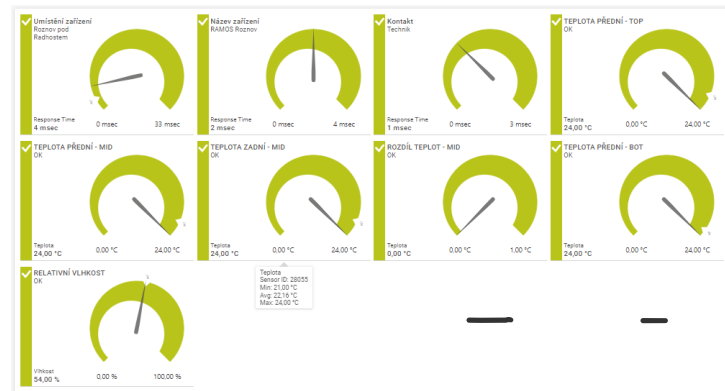 Umístění zařízení
Roznov pod
Radhostem
Response Time
4 msec
0 msec
33 msec
Název zařízení
RAMOS Roznov
Response Time
2 msec
0 msec
4 msec
Kontakt
Technik
Response Time
1 msec
0 msec
3 msec
TEPLOTA PŘEDNÍ - TOP
OK
Teplota
24,00 °C
0,00 °C
24,00 °C
TEPLOTA PŘEDNÍ - MID
OK
Teplota
24,00 °C
0,00 °C
24,00 °C
TEPLOTA ZADNÍ - MID
OK
Teplota
24,00 °C
0,00 °C
24,00 °C
ROZDÍL TEPLOT - MID
OK
Teplota
0,00 °C
0,00 °C
1,00 °C
TEPLOTA PŘEDNÍ - BOT
OK
Teplota
24,00 °C
0,00 °C
24,00 °C
RELATIVNÍ VLHKOST
OK
Vlhkost
54,00 %
0,00 %
100,00 %
Teplota
Sensor ID: 28055
Min: 21,00 °C
Avg: 22,16 °C
Max: 24,00 °C